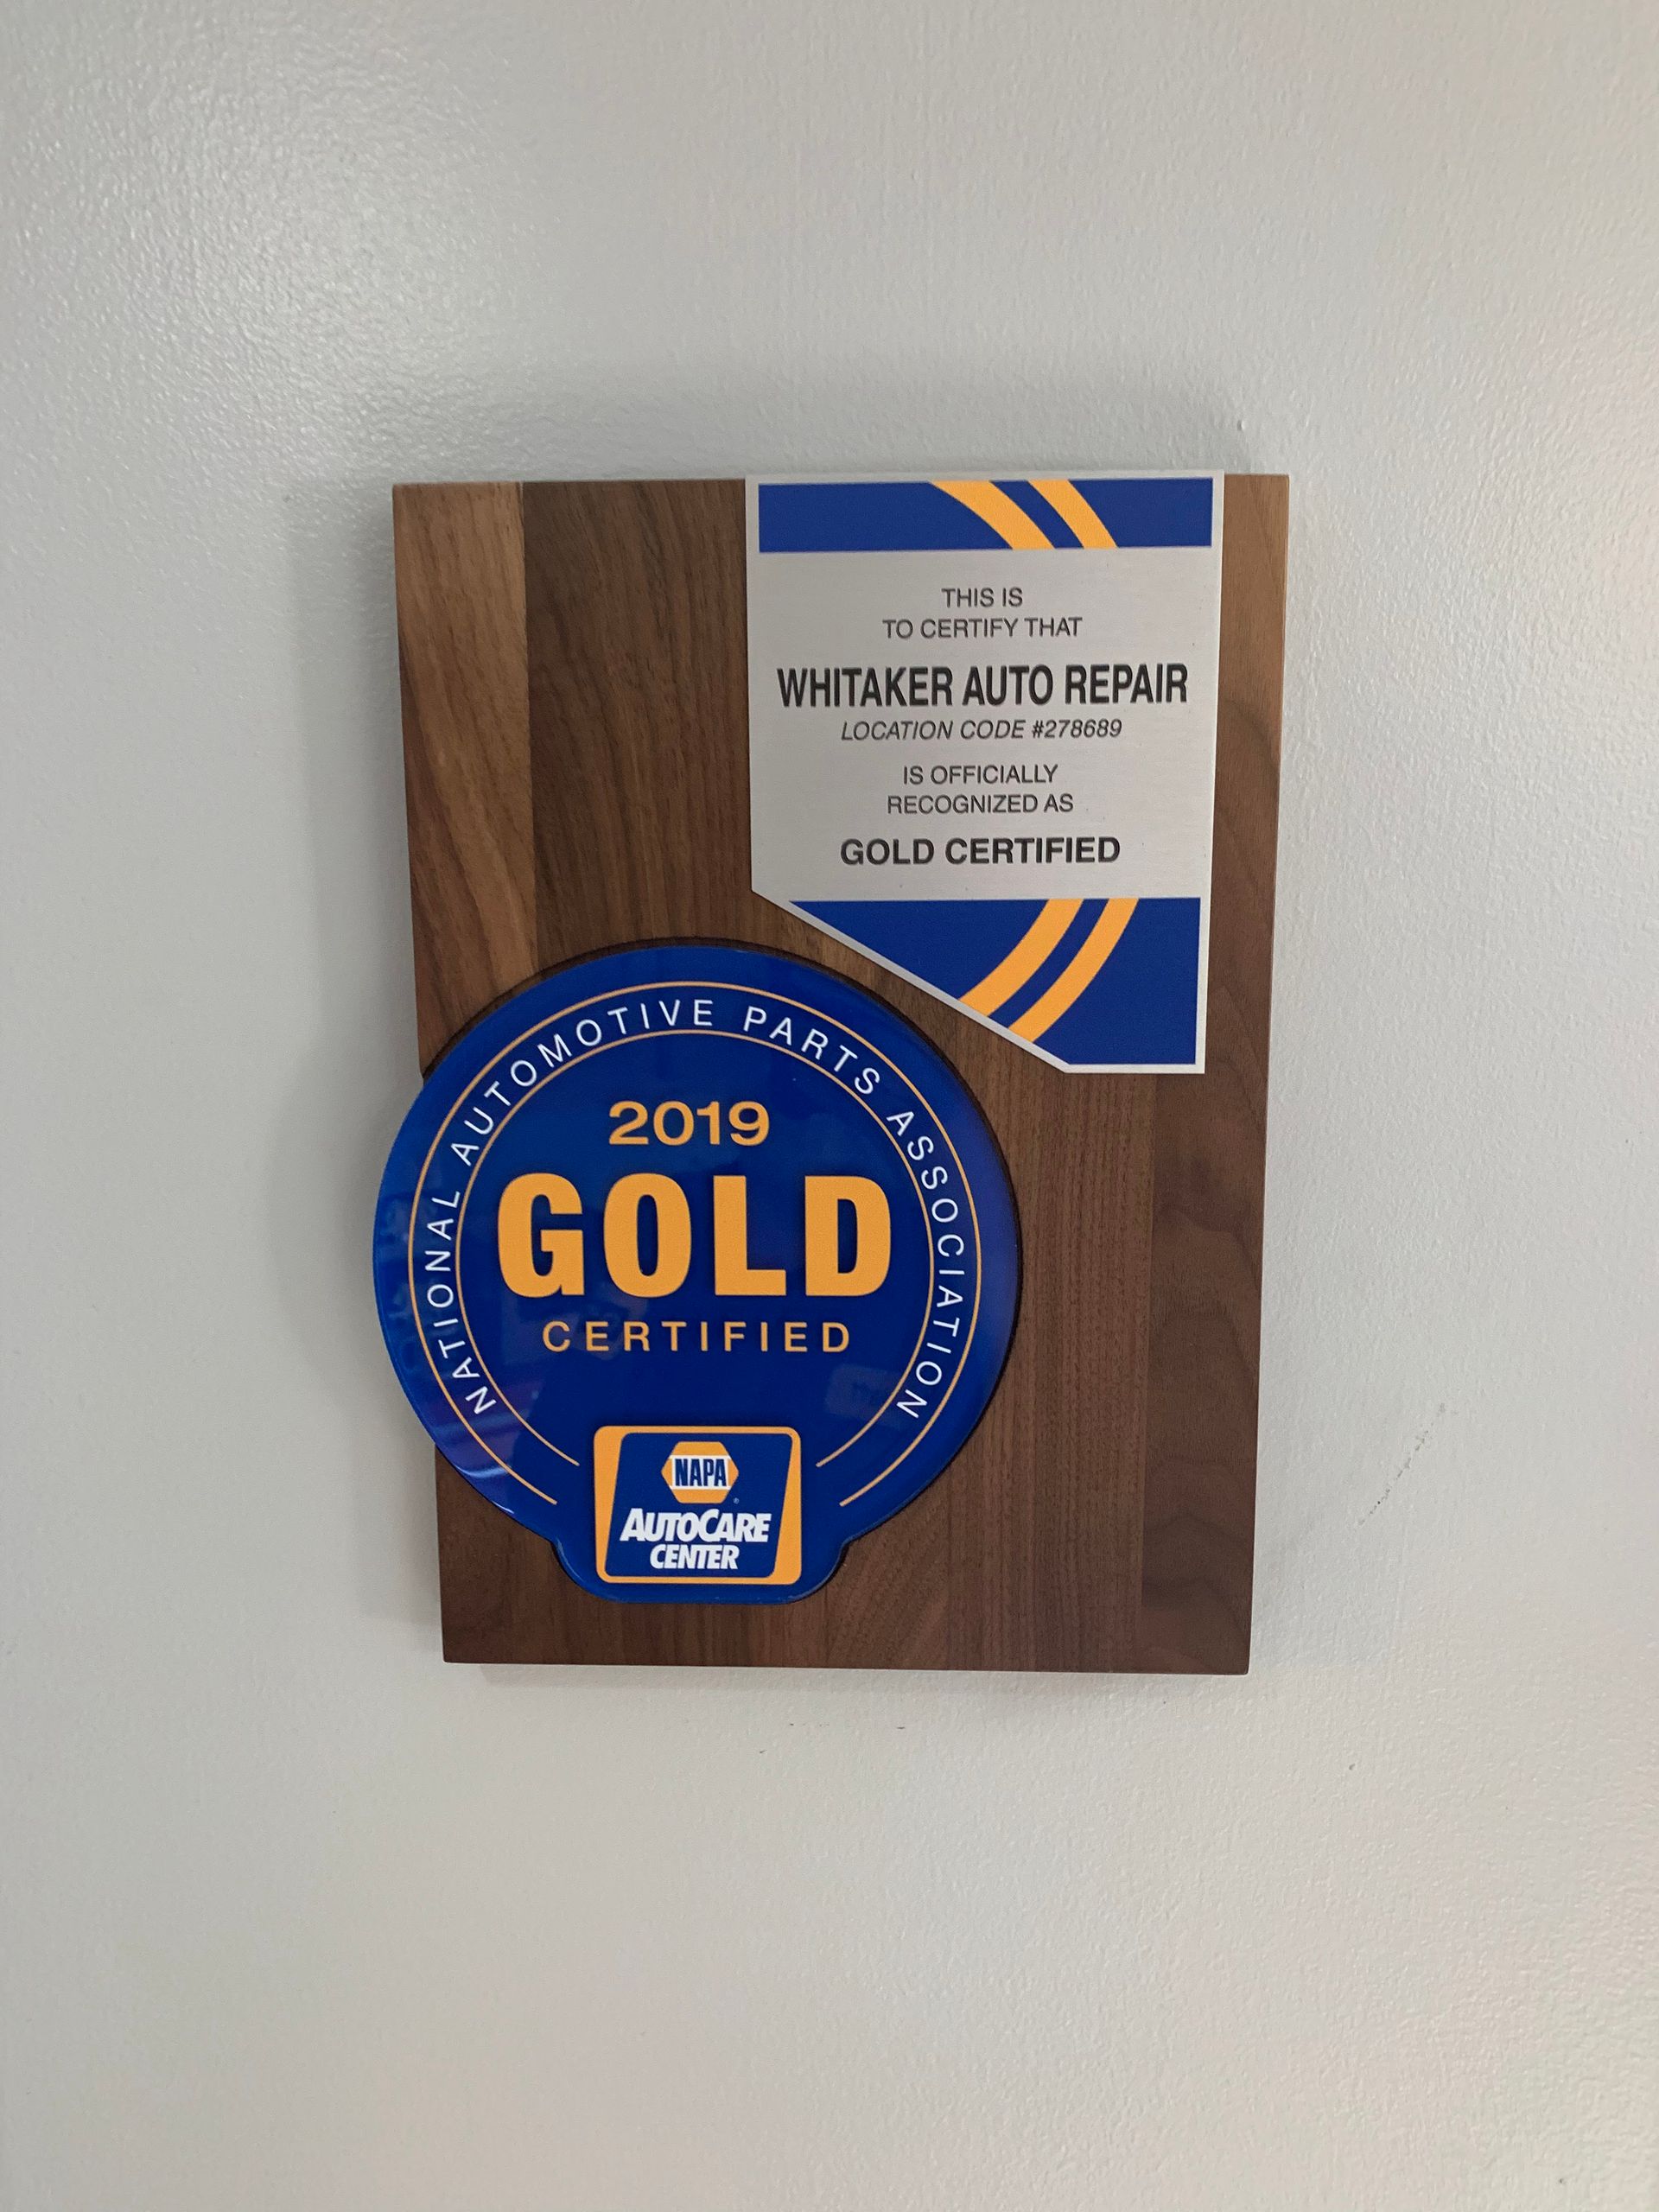 THIS IS
TO CERTIFY THAT
WHITAKER AUTO REPAIR
LOCATION CODE #278689
IS OFFICIALLY
RECOGNIZED AS
GOLD CERTIFIED
NATIONAL AUTOMOTIVE PARTS ASSOCIATION
2019
GOLD
CERTIFIED
NAPA
AUTOCARE
CENTER